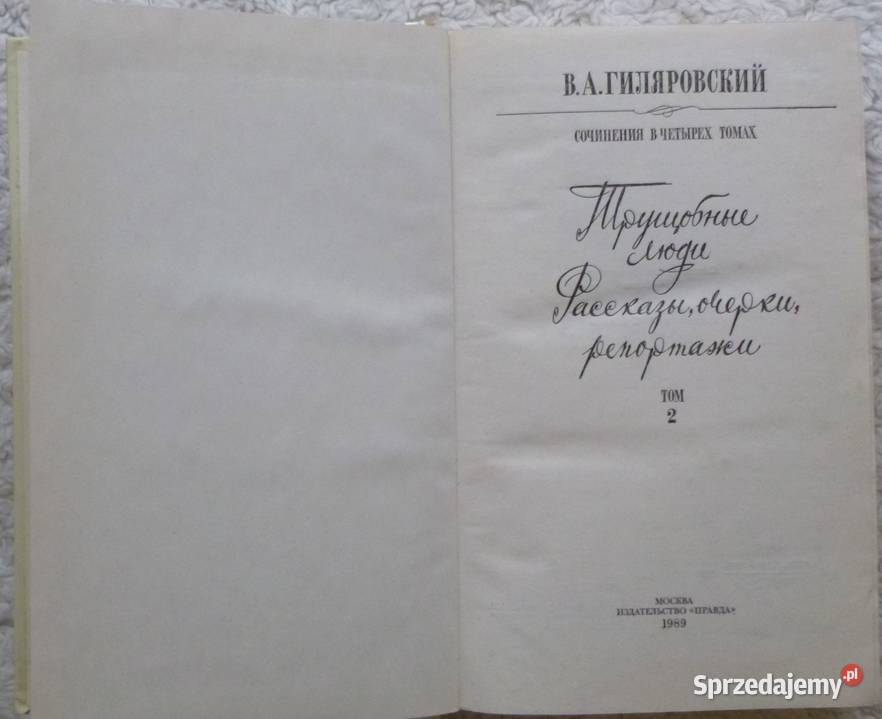 В.А.ГИЛЯРОВСКИЙ
СОЧИНЕНИЯ В ЧЕТЫРЕХ ТОМАХ
Трущобные
люди
Рассказы, очерки,
репортажи
ТОМ
2
МОСКВА
ИЗДАТЕЛЬСТВО «ПРАВДА»
1989
Sprzedajemy.pl